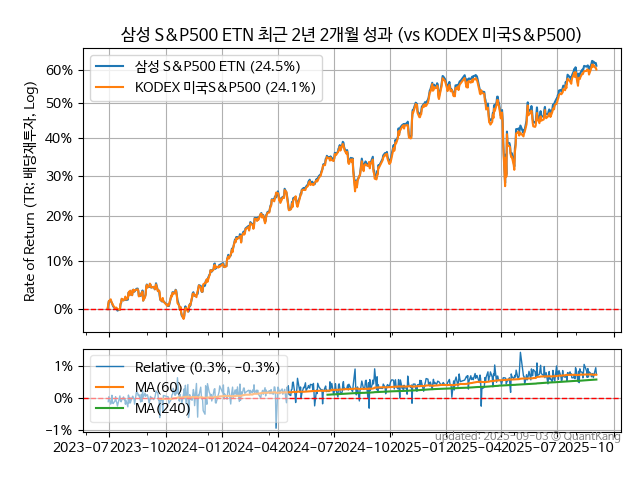 삼성 S&P500 ETN 최근 2년 2개월 성과 (vs KODEX 미국S&P500)
삼성 S&P500 ETN (24.5%)
KODEX 미국S&P500 (24.1%)
Rate of Return (TR: 배당재투자, Log)
60%
50%
40%
30%
20%
10%
0%
Relative (0.3%, −0.3%)
MA(60)
MA(240)
1%
0%
−1%
2023-07
2023-10
2024-01
2024-04
2024-07
2024-10
2025-01
2025-04
2025-07
2025-10
updated: 2025-09-03 © QuantKang